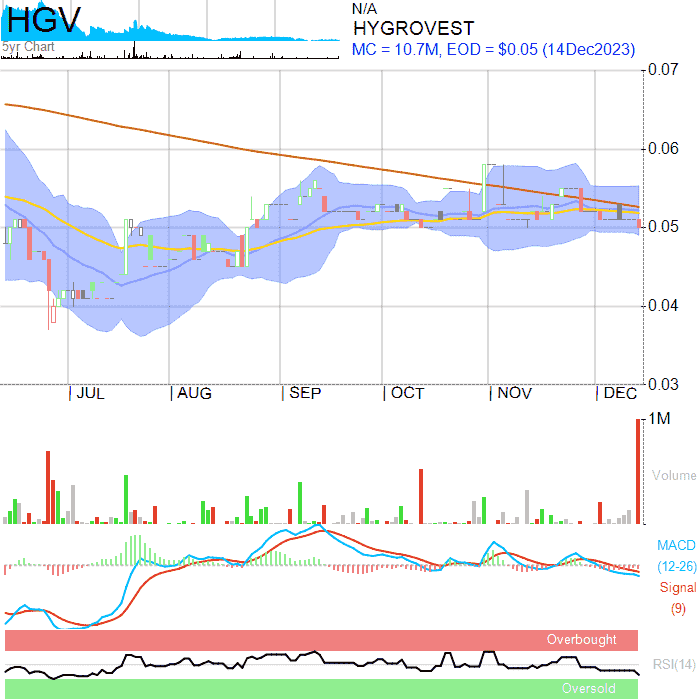 HGV
5yr Chart
N/A
HYGROVEST
MC = 10.7M, EOD = $0.05 (14Dec2023)
0.07
0.06
0.05
0.04
0.03
JUL
AUG
SEP
OCT
NOV
DEC
1M
Volume
MACD
(12-26)
Signal
(9)
Overbought
RSI(14)
Oversold